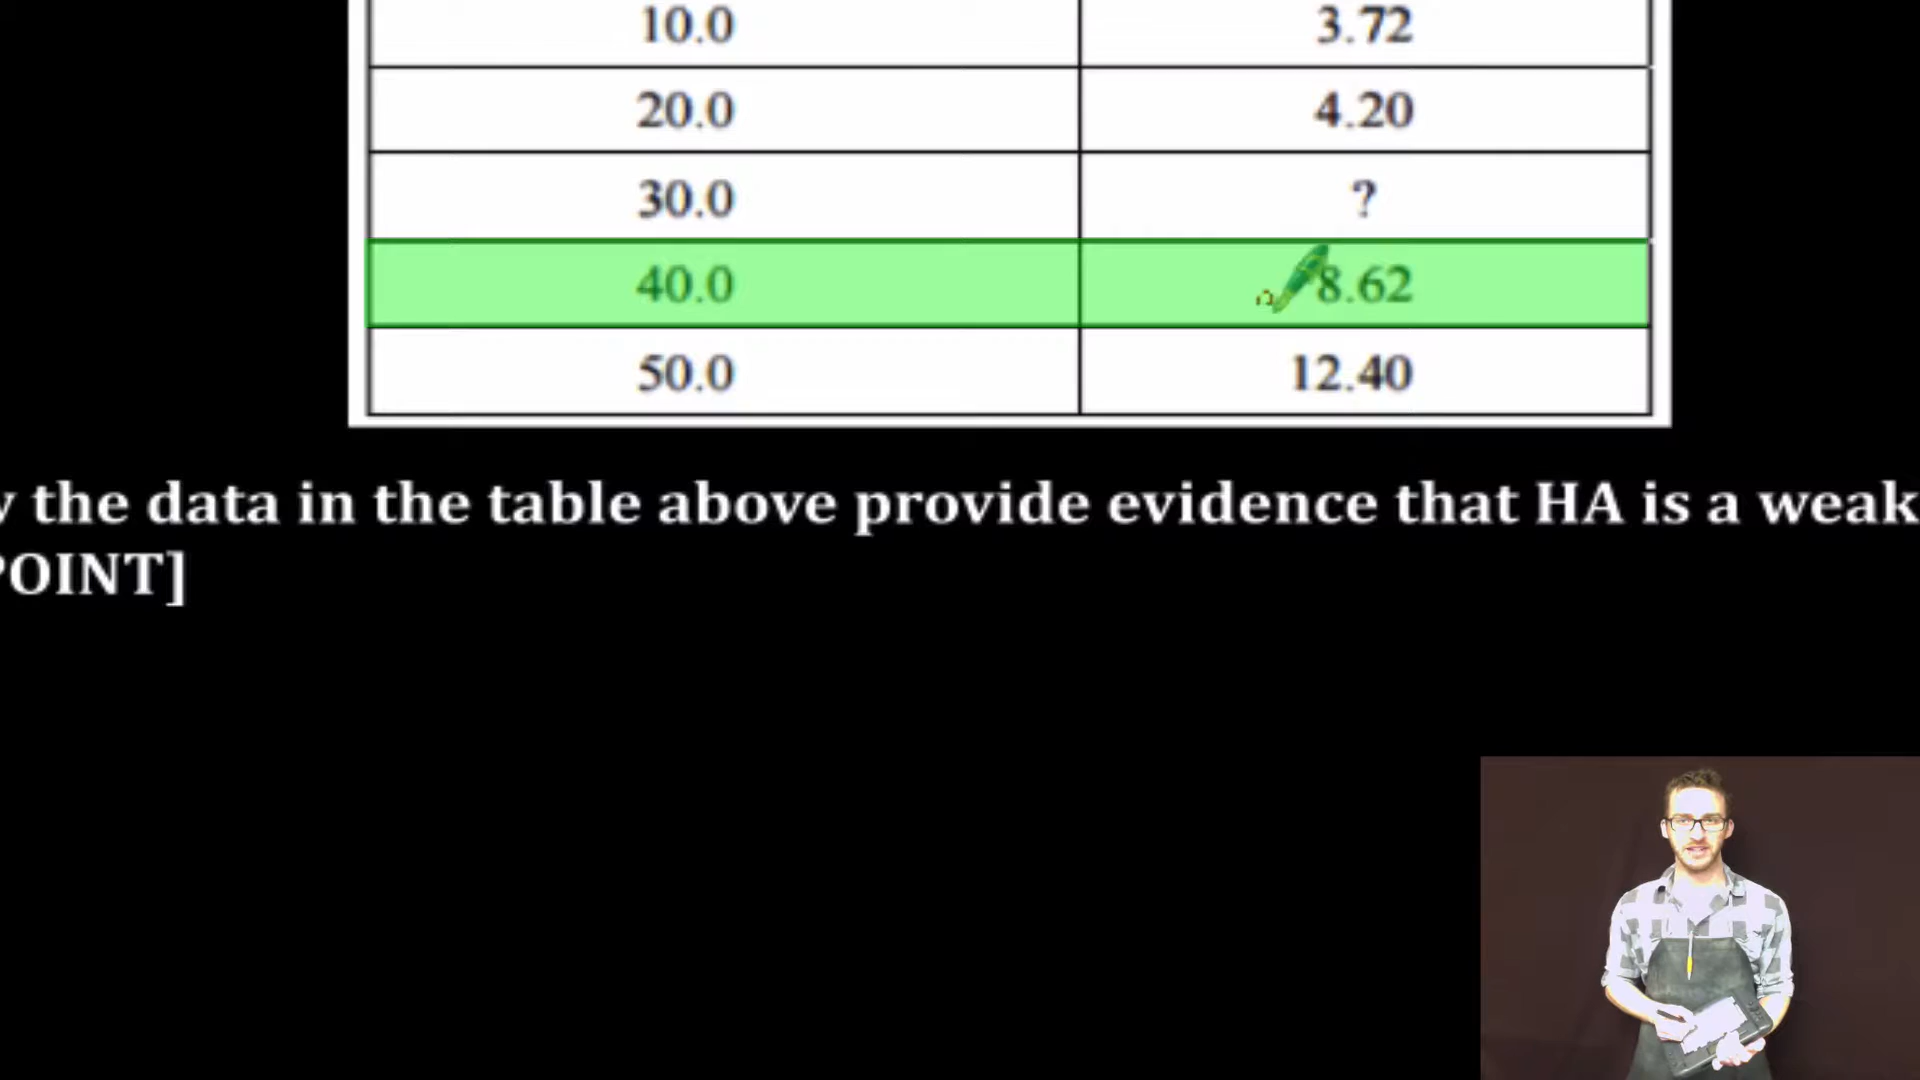 10.0 3.72
20.0 4.20
30.0 ?
40.0 8.62
50.0 12.40
the data in the table above provide evidence that HA is a weak
POINT]